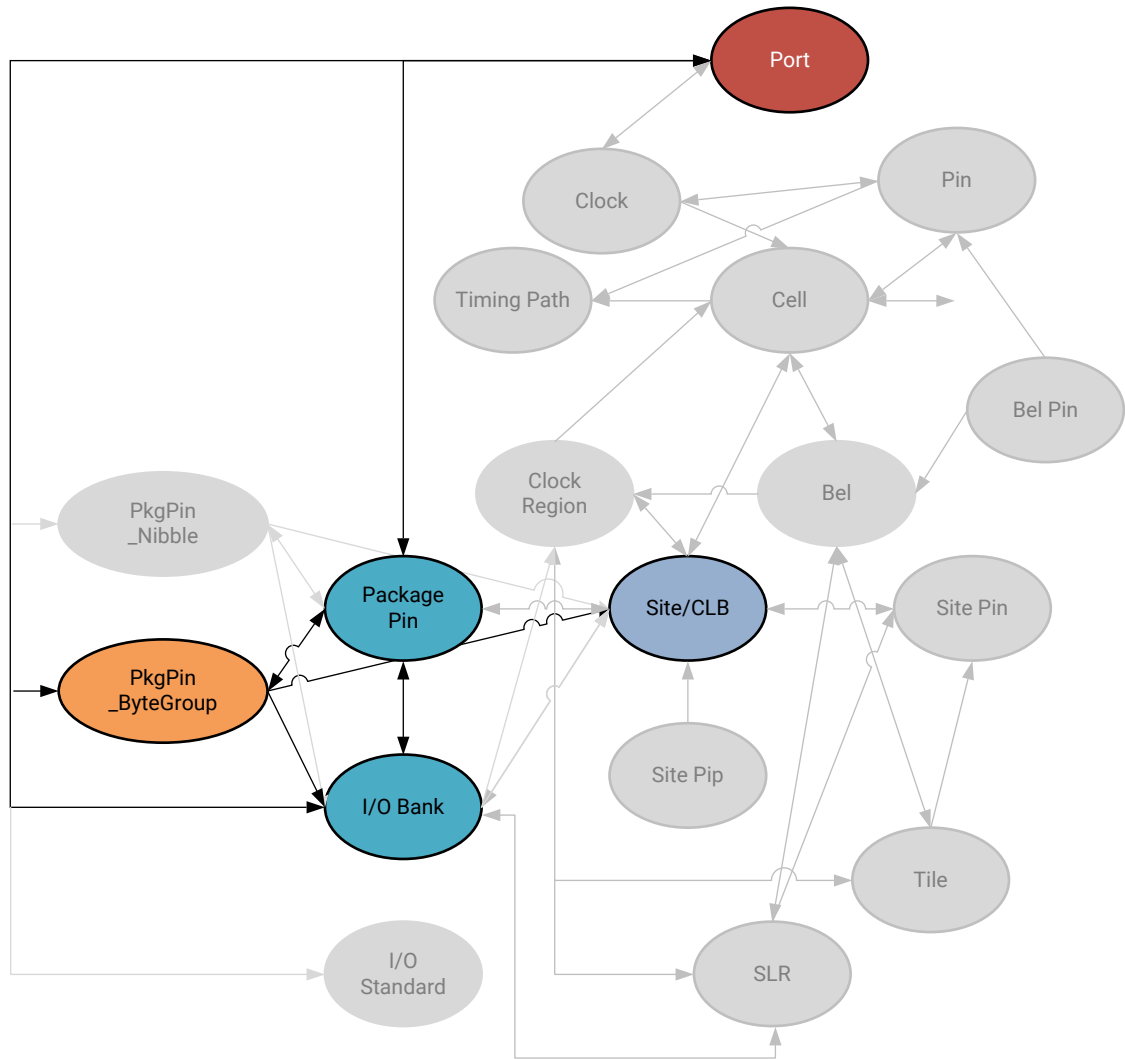 Port
Pin
Clock
Timing Path
Cell
Bel Pin
Clock
Region
Bel
PkgPin
_Nibble
Package
Pin
Site/CLB
Site Pin
PkgPin
_ByteGroup
Site Pip
I/O Bank
Tile
I/O
Standard
SLR